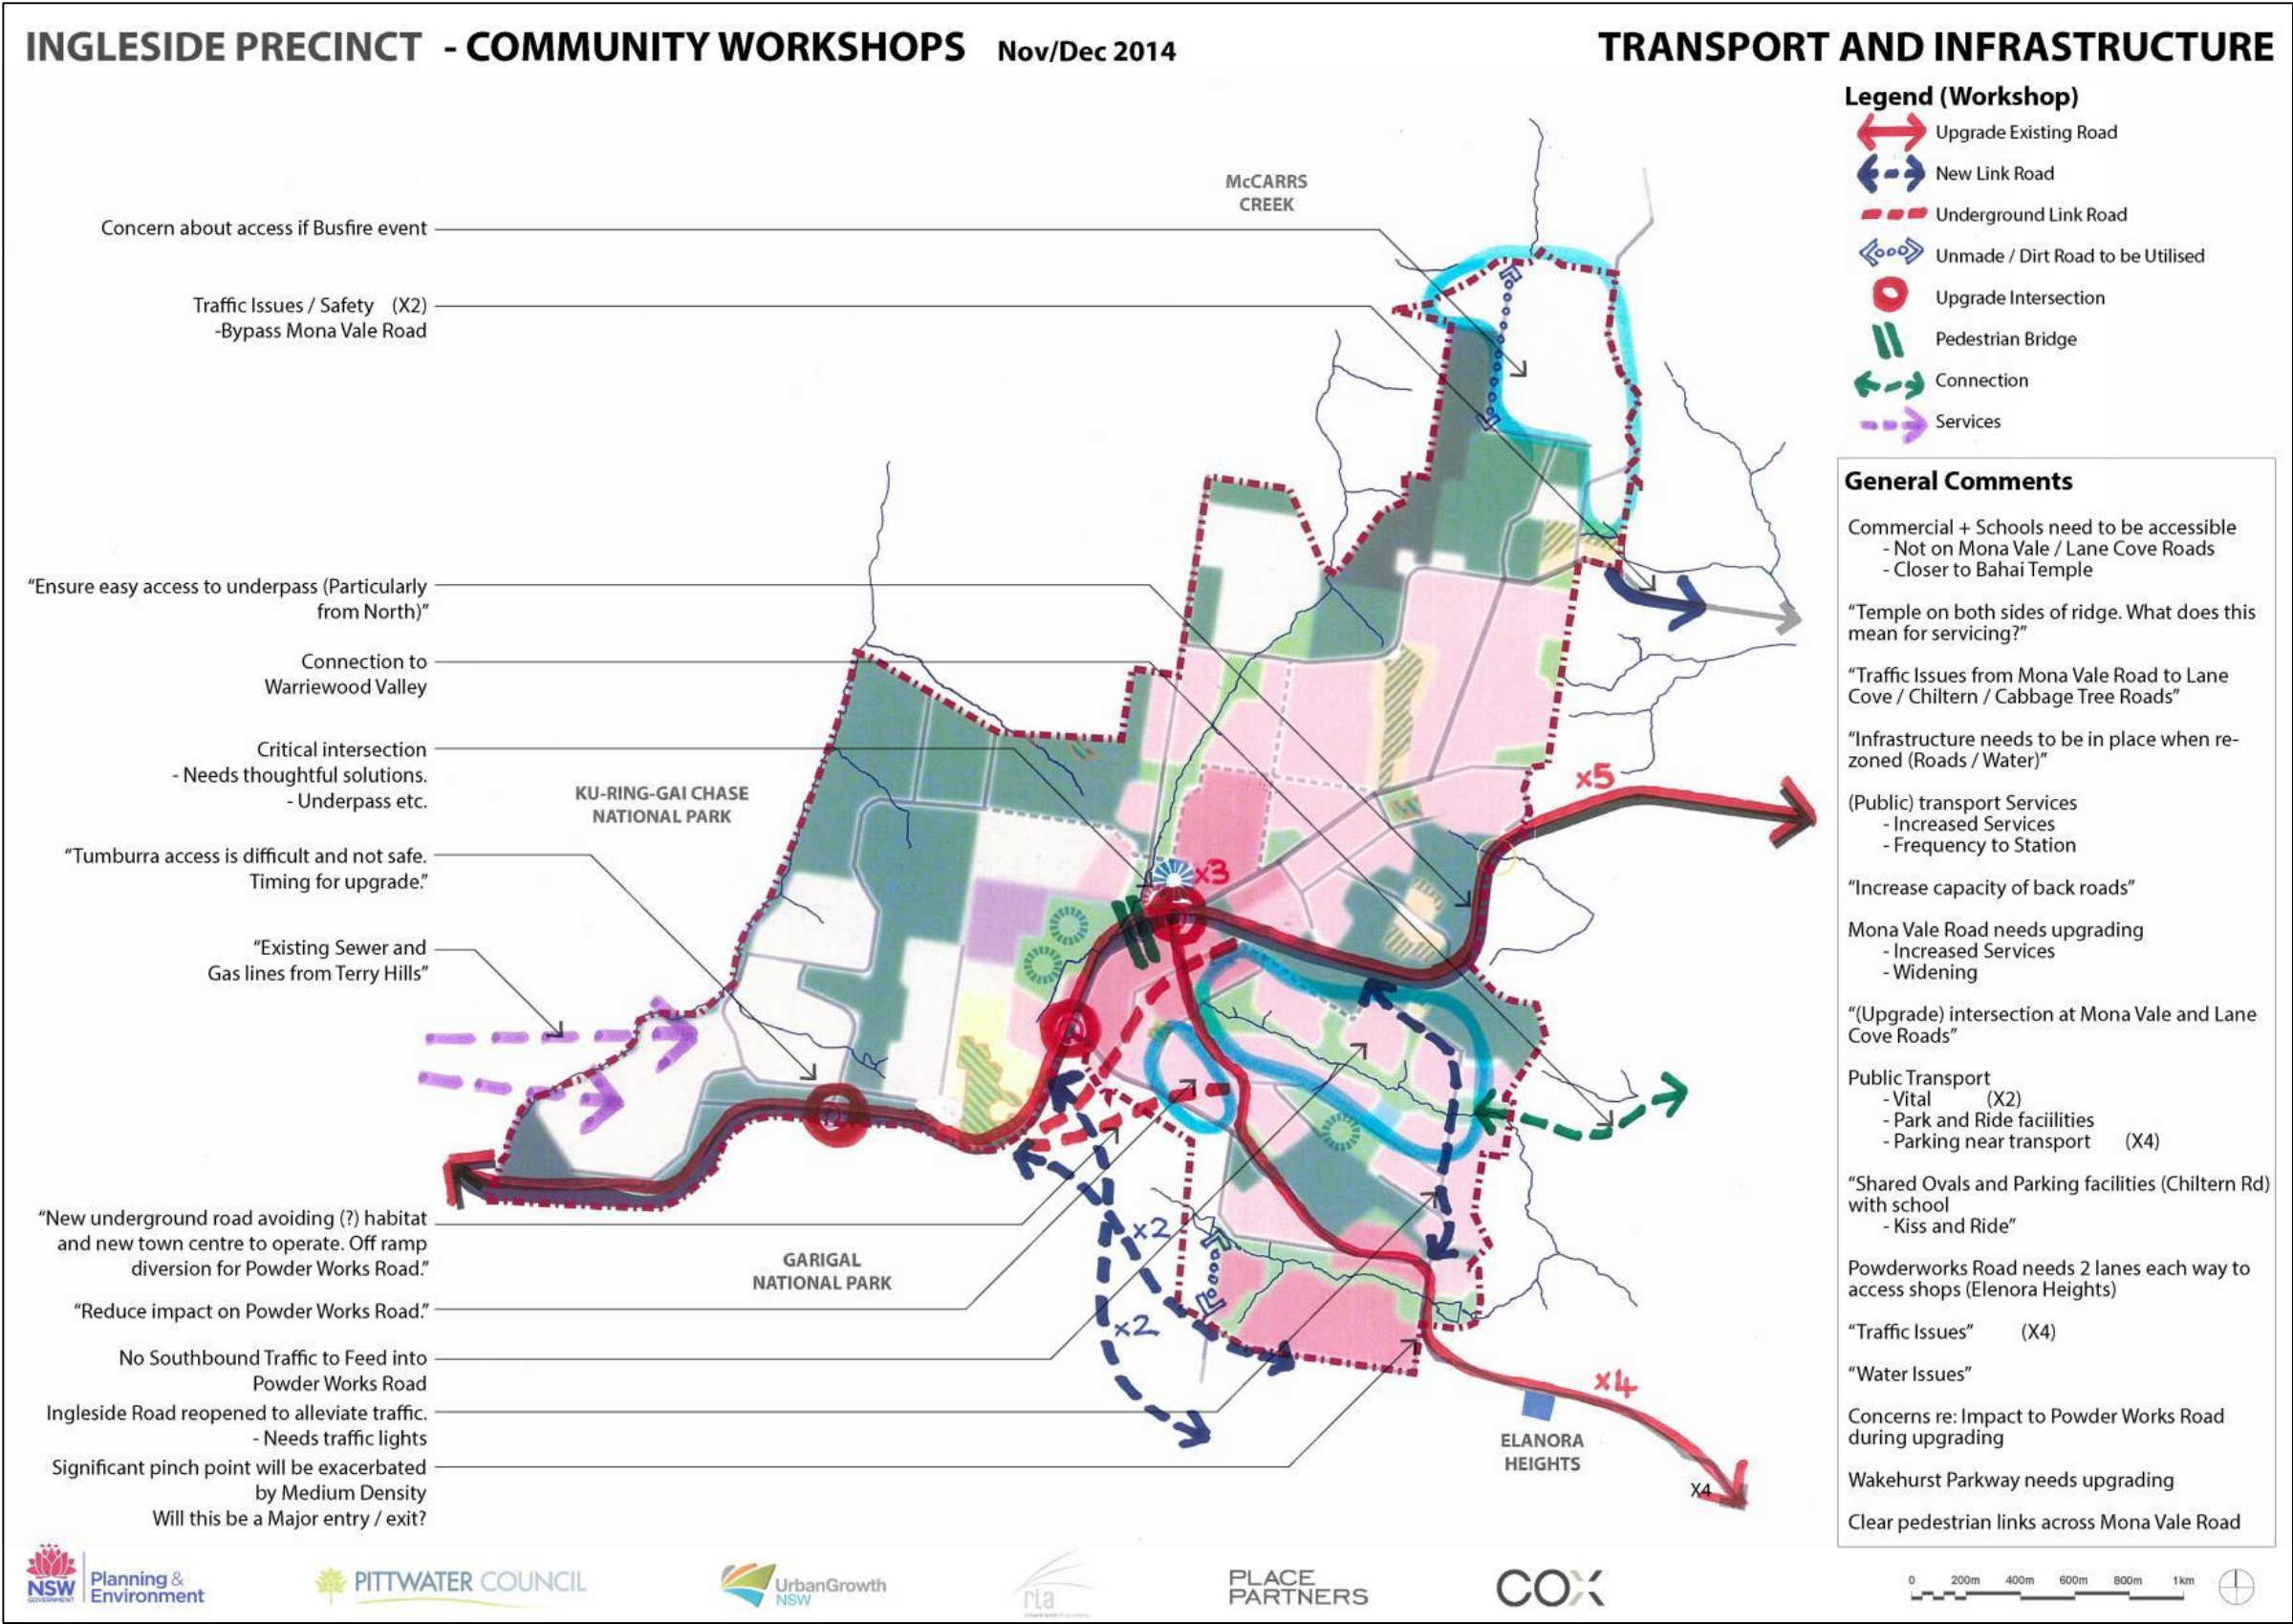 INGLESIDE PRECINCT - COMMUNITY WORKSHOPS Nov/Dec 2014
TRANSPORT AND INFRASTRUCTURE
Legend (Workshop)
Upgrade Existing Road
New Link Road
Underground Link Road
Unmade / Dirt Road to be Utilised
Upgrade Intersection
Pedestrian Bridge
Connection
Services
General Comments
Commercial + Schools need to be accessible
- Not on Mona Vale / Lane Cove Roads
- Closer to Bahai Temple
“Temple on both sides of ridge. What does this
mean for servicing?”
“Traffic Issues from Mona Vale Road to Lane
Cove / Chiltern / Cabbage Tree Roads”
“Infrastructure needs to be in place when re-
zoned (Roads / Water)”
(Public) transport Services
- Increased Services
- Frequency to Station
“Increase capacity of back roads”
Mona Vale Road needs upgrading
- Increased Services
- Widening
“(Upgrade) intersection at Mona Vale and Lane
Cove Roads”
Public Transport
- Vital (X2)
- Park and Ride faciilities
- Parking near transport (X4)
“Shared Ovals and Parking facilities (Chiltern Rd)
with school
- Kiss and Ride”
Powderworks Road needs 2 lanes each way to
access shops (Elenora Heights)
“Traffic Issues” (X4)
“Water Issues”
Concerns re: Impact to Powder Works Road
during upgrading
Wakehurst Parkway needs upgrading
Clear pedestrian links across Mona Vale Road
Concern about access if Busfire event
Traffic Issues / Safety (X2)
-Bypass Mona Vale Road
“Ensure easy access to underpass (Particularly
from North)”
Connection to
Warriewood Valley
Critical intersection
- Needs thoughtful solutions.
- Underpass etc.
“Tumburra access is difficult and not safe.
Timing for upgrade.”
“Existing Sewer and
Gas lines from Terry Hills”
“New underground road avoiding (?) habitat
and new town centre to operate. Off ramp
diversion for Powder Works Road.”
“Reduce impact on Powder Works Road.”
No Southbound Traffic to Feed into
Powder Works Road
Ingleside Road reopened to alleviate traffic.
- Needs traffic lights
Significant pinch point will be exacerbated
by Medium Density
Will this be a Major entry / exit?
McCARRS
CREEK
KU-RING-GAI CHASE
NATIONAL PARK
GARIGAL
NATIONAL PARK
ELANORA
HEIGHTS
x5
x3
x2
x2
x4
X4
NSW
GOVERNMENT
Planning &
Environment
PITTWATER COUNCIL
UrbanGrowth
NSW
rla
PLACE
PARTNERS
COX
0 200m 400m 600m 800m 1km